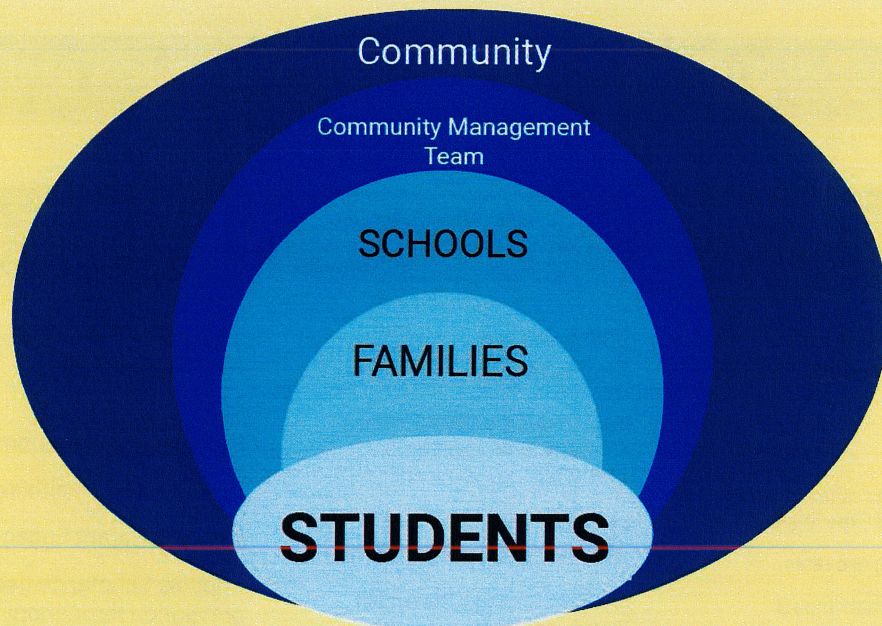 Community
Community Management
Team
SCHOOLS
FAMILIES
STUDENTS